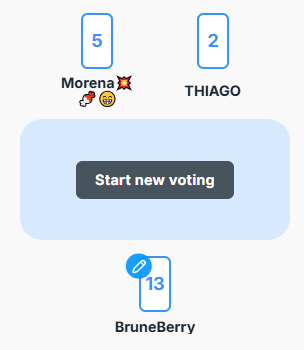 5
2
Morena💥
📌😁
THIAGO
Start new voting
13
BruneBerry